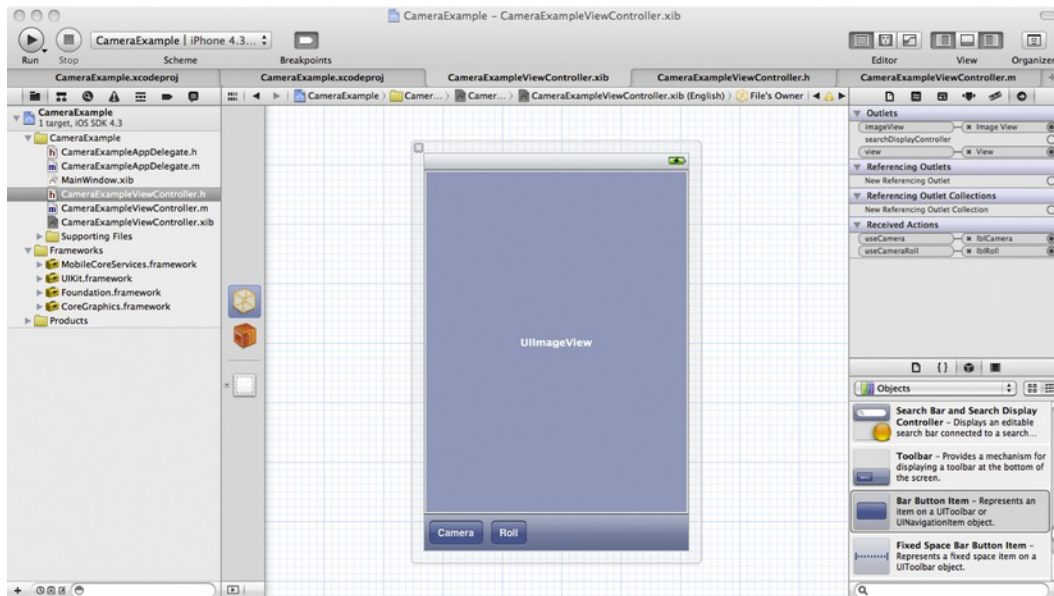 CameraExample – CameraExampleViewController.xib
CameraExample | iPhone 4.3...
Run
Stop
Scheme
Breakpoints
Editor
View
Organizer
CameraExample.xcodeproj
CameraExample.xcodeproj
CameraExampleViewController.xib
CameraExampleViewController.h
CameraExampleViewController.m
CameraExample
Camer...
Camer...
CameraExampleViewController.xib (English)
File's Owner
CameraExample
1 target, iOS SDK 4.3
CameraExample
CameraExampleAppDelegate.h
CameraExampleAppDelegate.m
MainWindow.xib
CameraExampleViewController.h
CameraExampleViewController.m
CameraExampleViewController.xib
Supporting Files
Frameworks
MobileCoreServices.framework
UIKit.framework
Foundation.framework
CoreGraphics.framework
Products
UIImageView
Camera
Roll
Outlets
imageView
Image View
searchDisplayController
view
View
Referencing Outlets
New Referencing Outlet
Referencing Outlet Collections
New Referencing Outlet Collection
Received Actions
useCamera
lblCamera
useCameraRoll
lblRoll
{ }
Objects
Search Bar and Search Display
Controller – Displays an editable
search bar connected to a search...
Toolbar – Provides a mechanism for
displaying a toolbar at the bottom of
the screen.
Bar Button Item – Represents an
item on a UIToolbar or
UINavigationItem object.
Fixed Space Bar Button Item –
Represents a fixed space item on a
UIToolbar object.